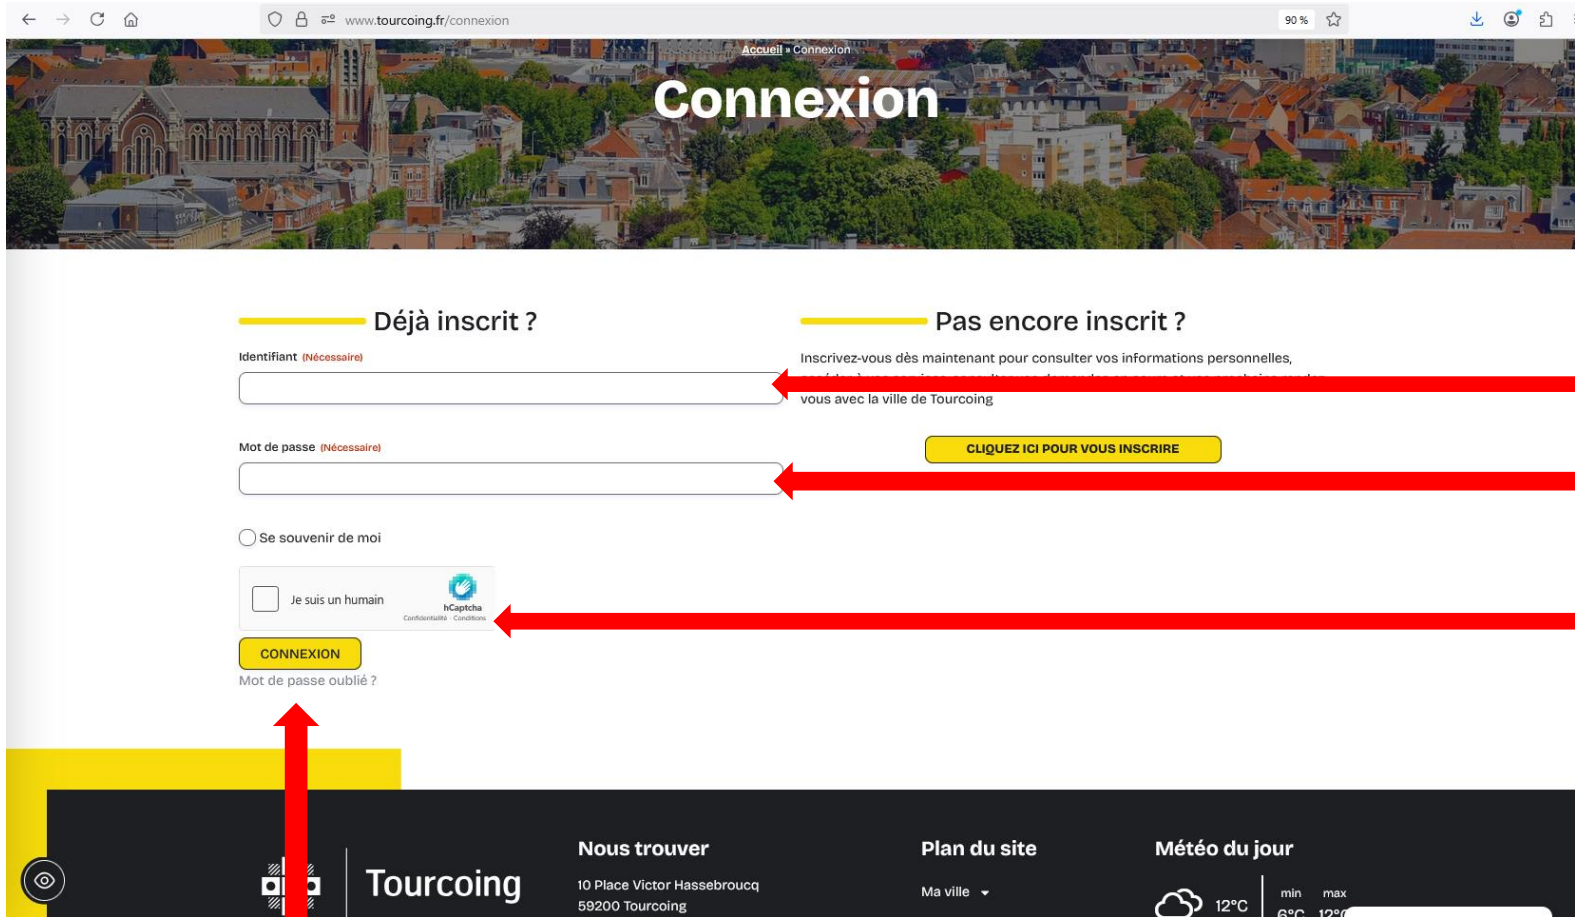 www.tourcoing.fr/connexion
90 %
Accueil » Connexion
Connexion
Déjà inscrit ?
Identifiant (Nécessaire)
Mot de passe (Nécessaire)
Se souvenir de moi
Je suis un humain
hCaptcha
Confidentialité - Conditions
CONNEXION
Mot de passe oublié ?
Pas encore inscrit ?
Inscrivez-vous dès maintenant pour consulter vos informations personnelles,
vous avec la ville de Tourcoing
CLIQUEZ ICI POUR VOUS INSCRIRE
Tourcoing
Nous trouver
10 Place Victor Hassebroucq
59200 Tourcoing
Plan du site
Ma ville
Météo du jour
12°C
min max
6°C 12°C